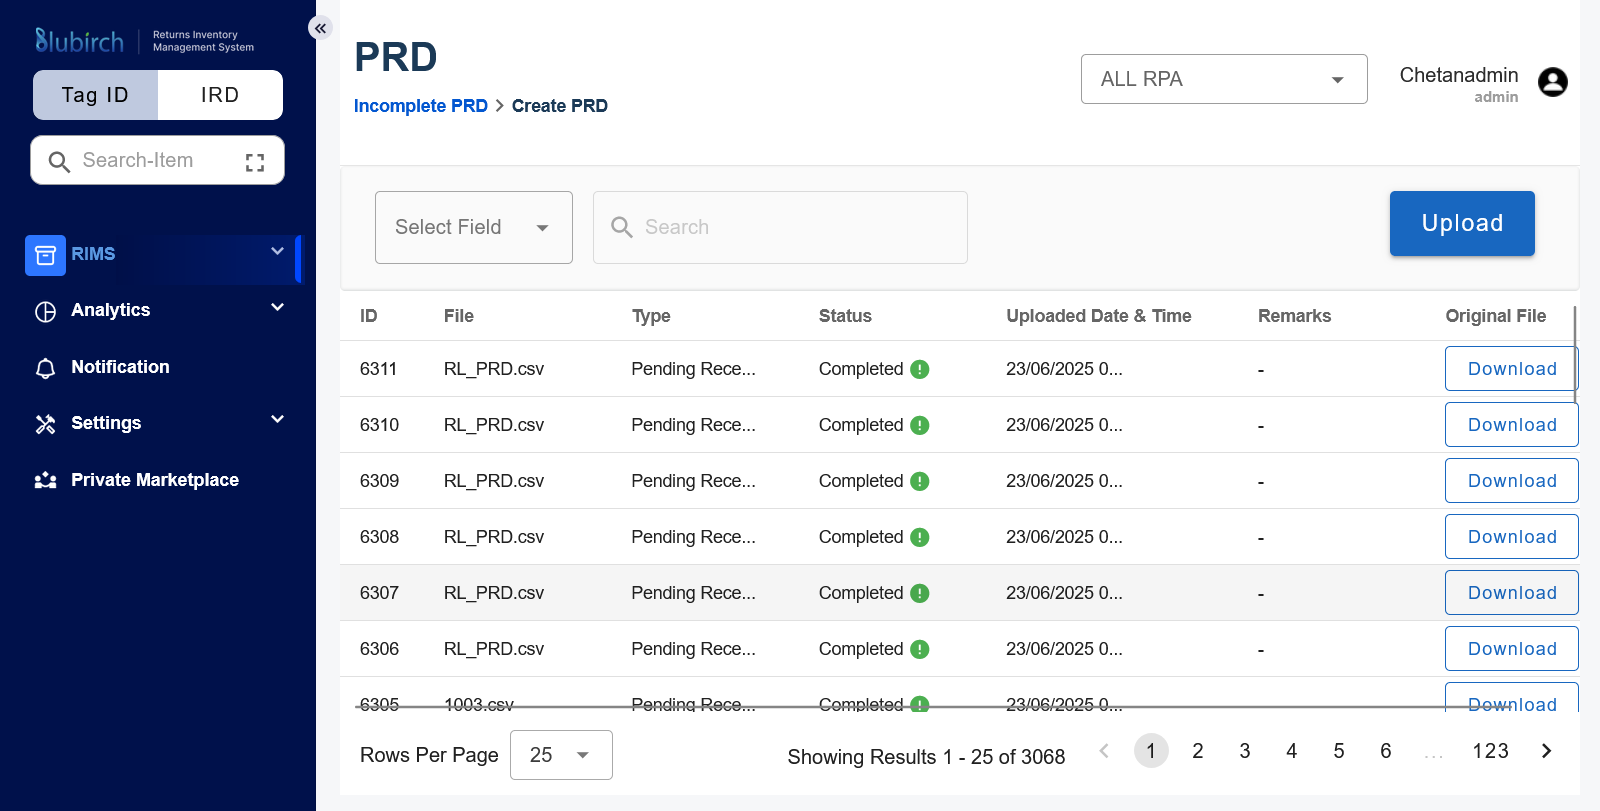 Blubirch
Returns Inventory
Management System
Tag ID
IRD
Search-Item
RIMS
Analytics
Notification
Settings
Private Marketplace
PRD
Incomplete PRD > Create PRD
ALL RPA
Chetanadmin
admin
Select Field
Search
Upload
ID File Type Status Uploaded Date & Time Remarks Original File
6311 RL_PRD.csv Pending Rece... Completed 23/06/2025 0... - Download
6310 RL_PRD.csv Pending Rece... Completed 23/06/2025 0... - Download
6309 RL_PRD.csv Pending Rece... Completed 23/06/2025 0... - Download
6308 RL_PRD.csv Pending Rece... Completed 23/06/2025 0... - Download
6307 RL_PRD.csv Pending Rece... Completed 23/06/2025 0... - Download
6306 RL_PRD.csv Pending Rece... Completed 23/06/2025 0... - Download
6305 1003.csv Pending Rece... Completed 23/06/2025 0... Download
Rows Per Page 25 Showing Results 1 - 25 of 3068 1 2 3 4 5 6 ... 123